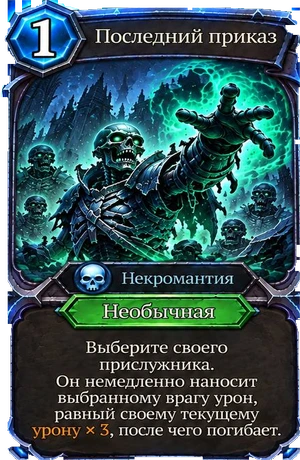 1
Последний приказ
Некромантия
Необычная
Выберите своего
прислужника.
Он немедленно наносит
выбранному врагу урон,
равный своему текущему
урону × 3, после чего погибает.